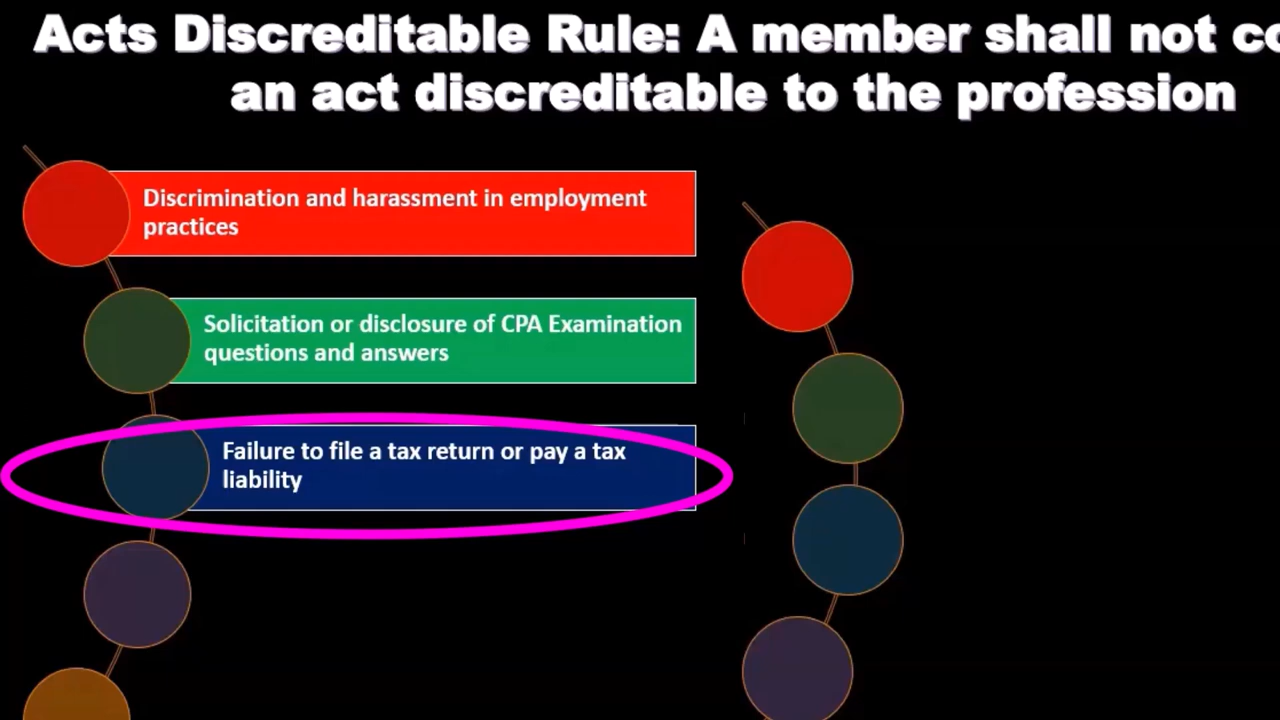 Acts Discreditable Rule: A member shall not
an act discreditable to the profession
Discrimination and harassment in employment
practices
Solicitation or disclosure of CPA Examination
questions and answers
Failure to file a tax return or pay a tax
liability